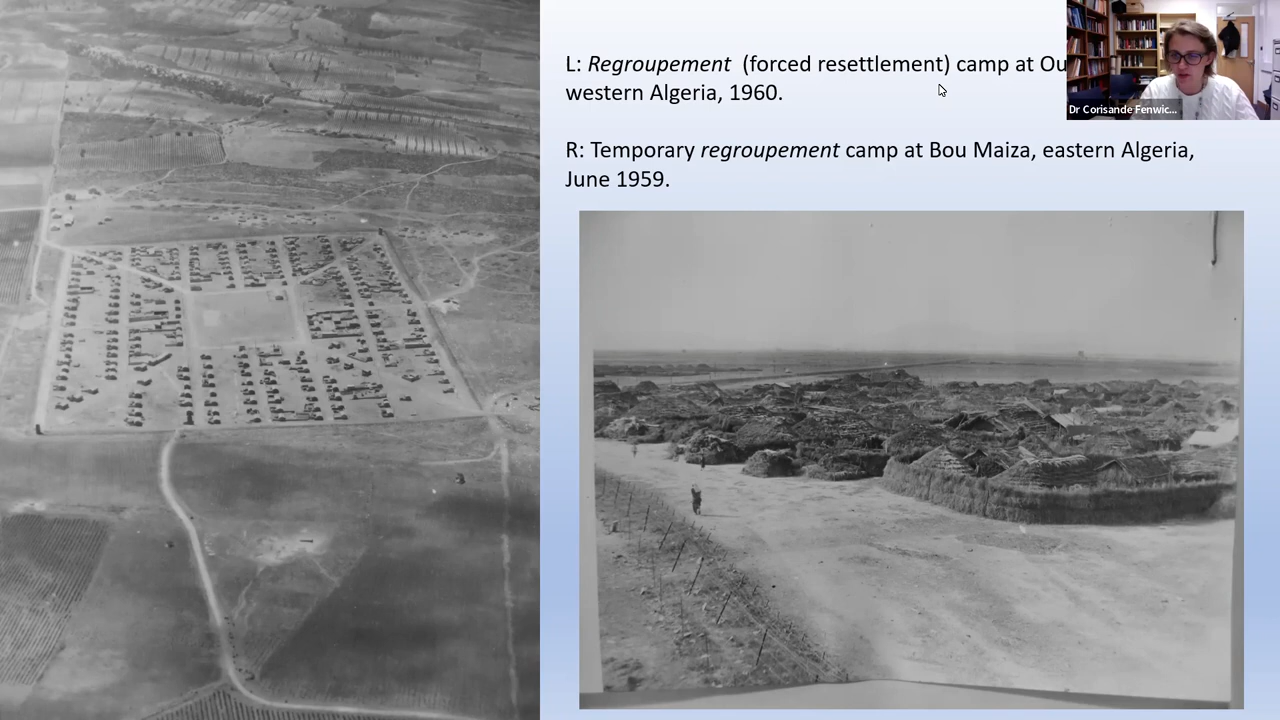 L: Regroupement (forced resettlement) camp at
western Algeria, 1960.
R: Temporary regroupement camp at Bou Maiza, eastern Algeria,
June 1959.
Dr Corisande Fenwic...